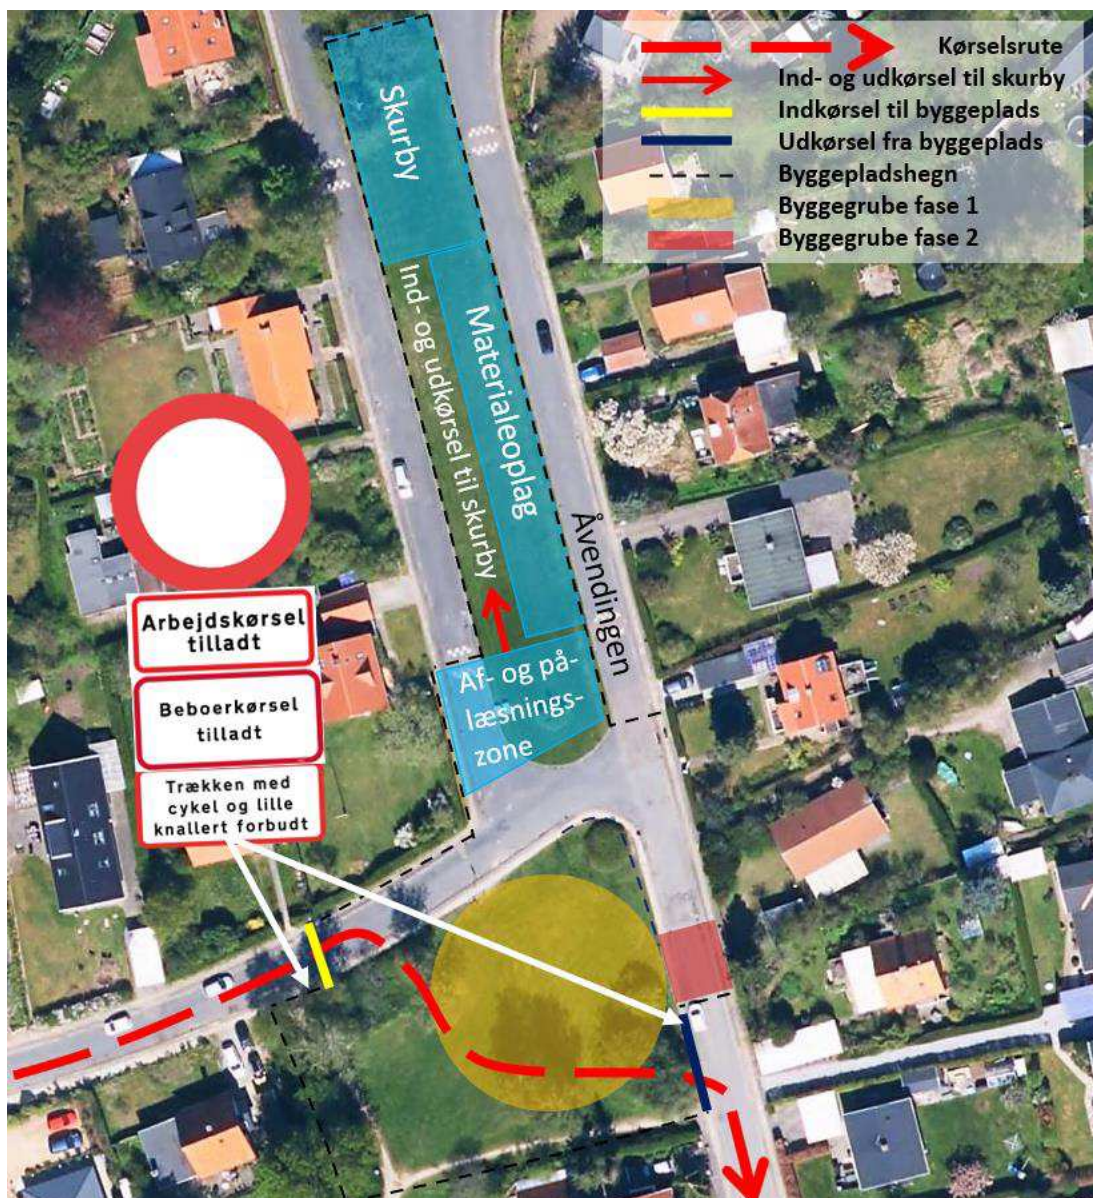 Kørselsrute
Ind- og udkørsel til skurby
Indkørsel til byggeplads
Udkørsel fra byggeplads
Byggepladshegn
Byggegrube fase 1
Byggegrube fase 2
Skurby
Ind- og udkørsel til skurby
Materialeoplag
Åvendingen
Af- og på-
læsnings-
zone
Arbejdskørsel
tilladt
Beboerkørsel
tilladt
Trækken med
cykel og lille
knallert forbudt